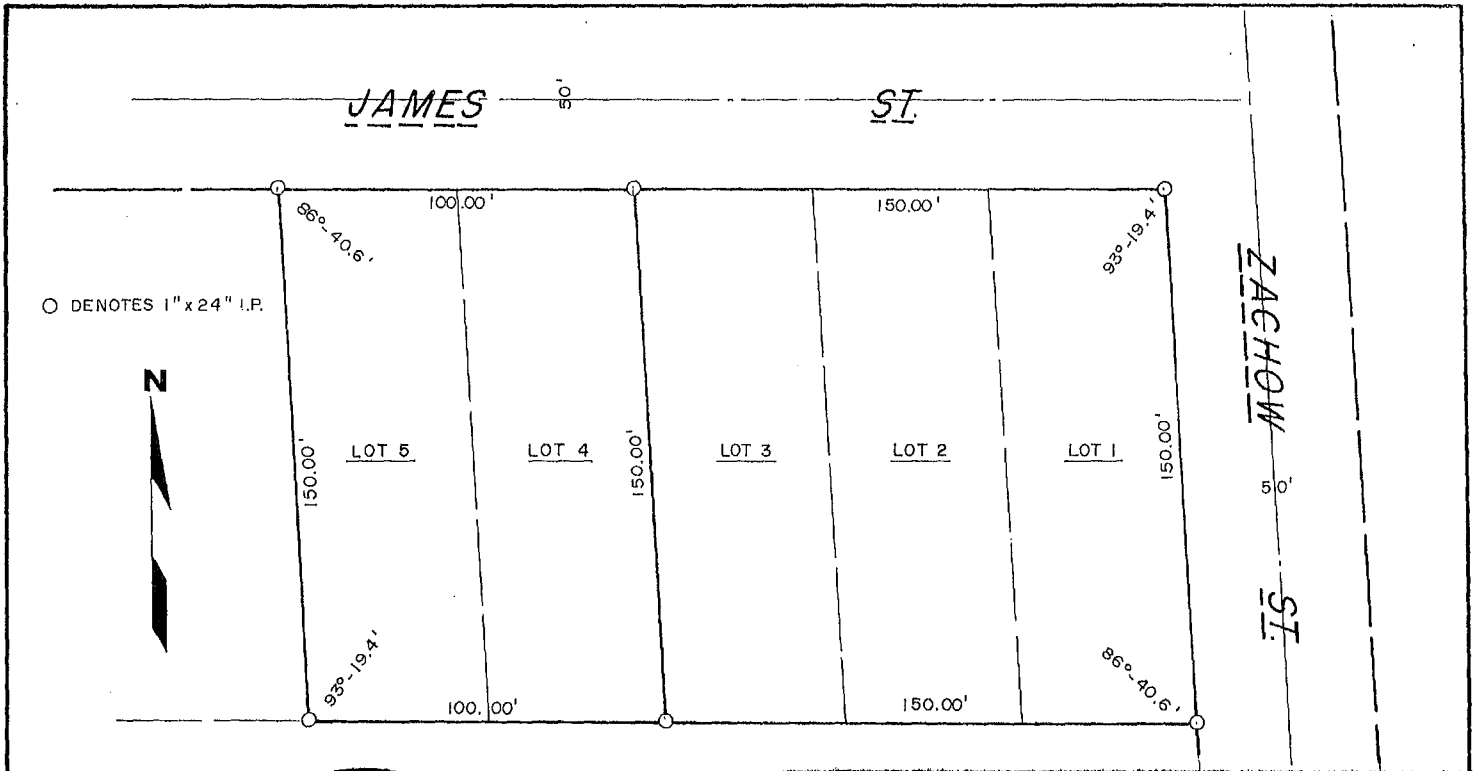 JAMES ST.
50'
100.00'
150.00'
86°-40.6'
93°-19.4'
ZACHOW ST.
50'
O DENOTES 1" x 24" I.P.
N
150.00'
LOT 5
LOT 4
150.00'
LOT 3
LOT 2
LOT 1
150.00'
93°-19.4'
86°-40.6'
100.00'
150.00'